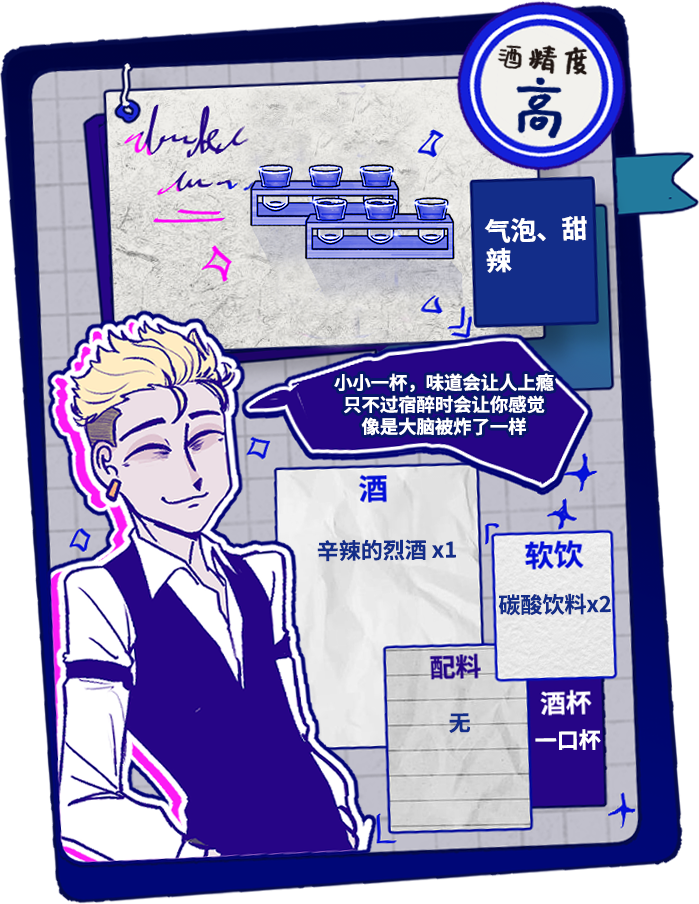 酒精度
高
气泡、甜
辣
小小一杯，味道会让人上瘾
只不过宿醉时会让你感觉
像是大脑被炸了一样
酒
辛辣的烈酒 x1
软饮
碳酸饮料x2
配料
无
酒杯
一口杯